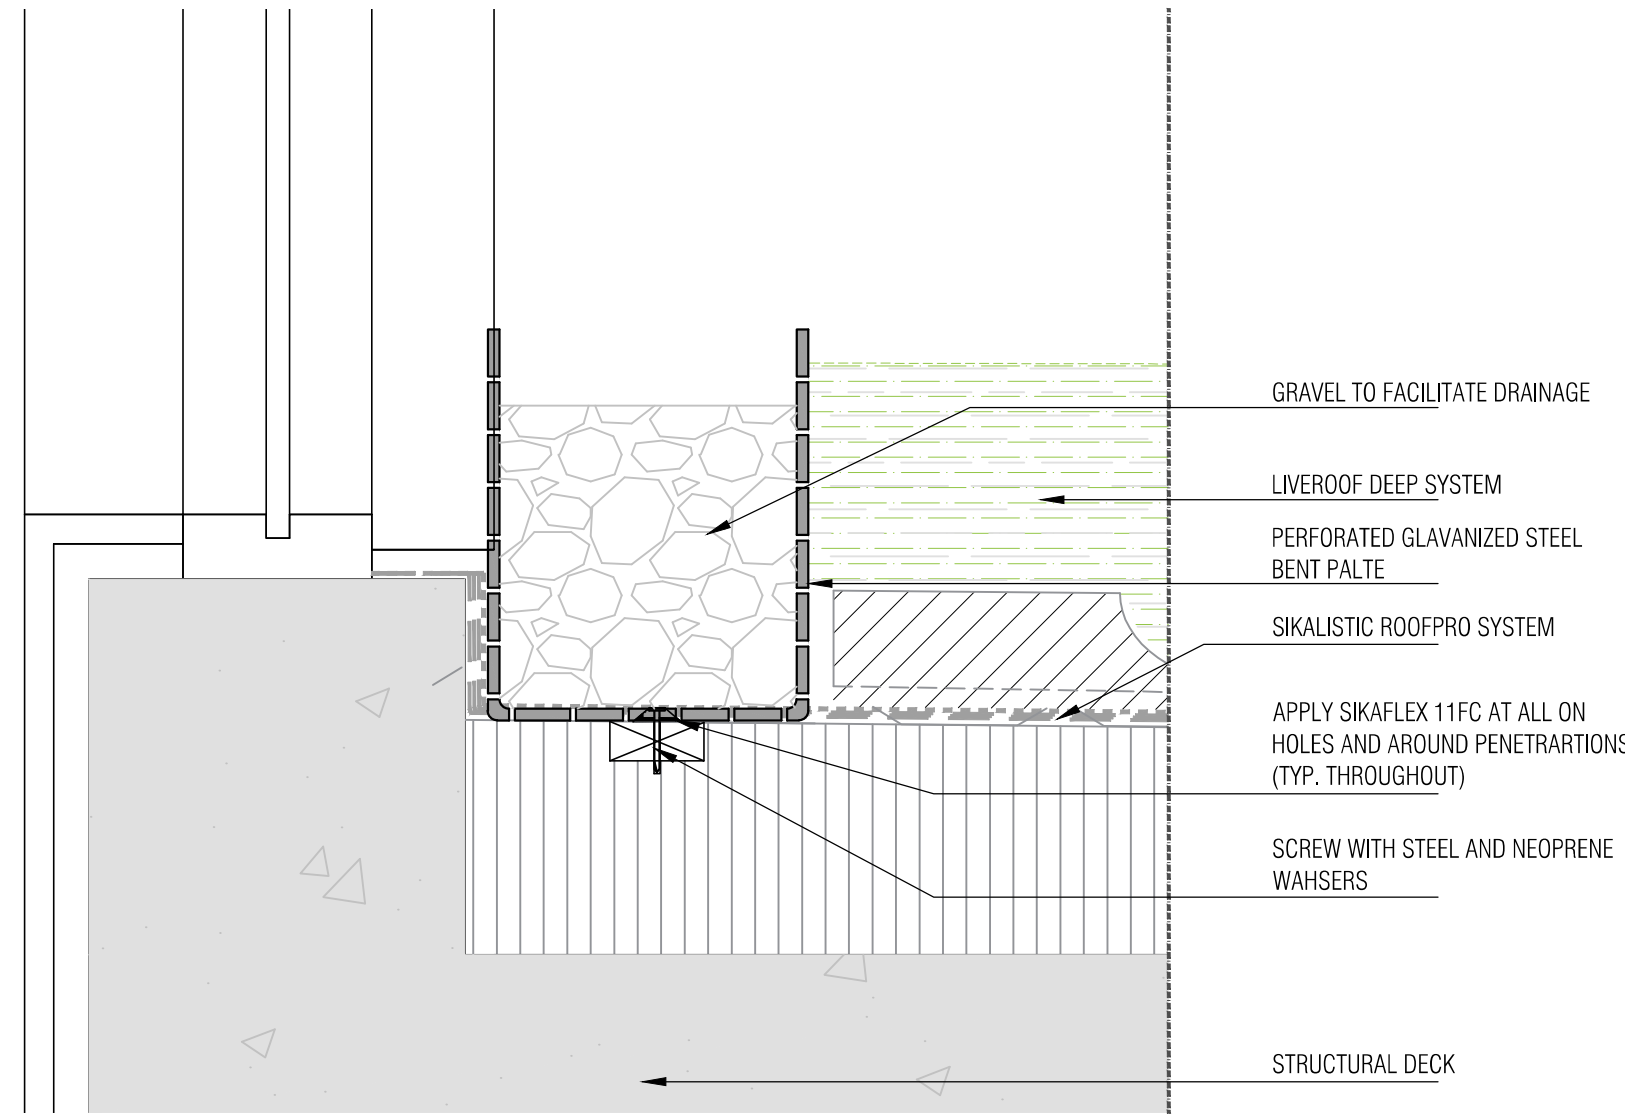 GRAVEL TO FACILITATE DRAINAGE
LIVEROOF DEEP SYSTEM
PERFORATED GLAVANIZED STEEL
BENT PALTE
SIKALISTIC ROOFPRO SYSTEM
APPLY SIKAFLEX 11FC AT ALL ON
HOLES AND AROUND PENETRARTIONS
(TYP. THROUGHOUT)
SCREW WITH STEEL AND NEOPRENE
WAHSERS
STRUCTURAL DECK